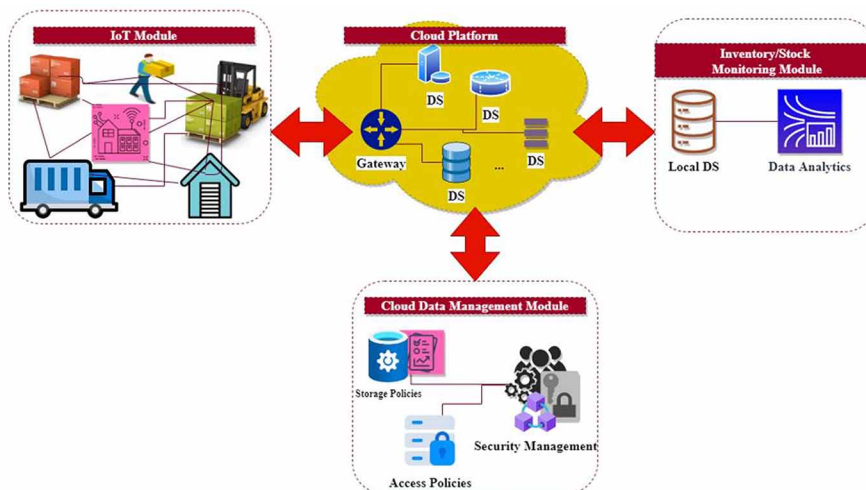 IoT Module
Cloud Platform
DS
DS
Gateway
DS
DS
...
Inventory/Stock
Monitoring Module
Local DS
Data Analytics
Cloud Data Management Module
Storage Policies
Security Management
Access Policies